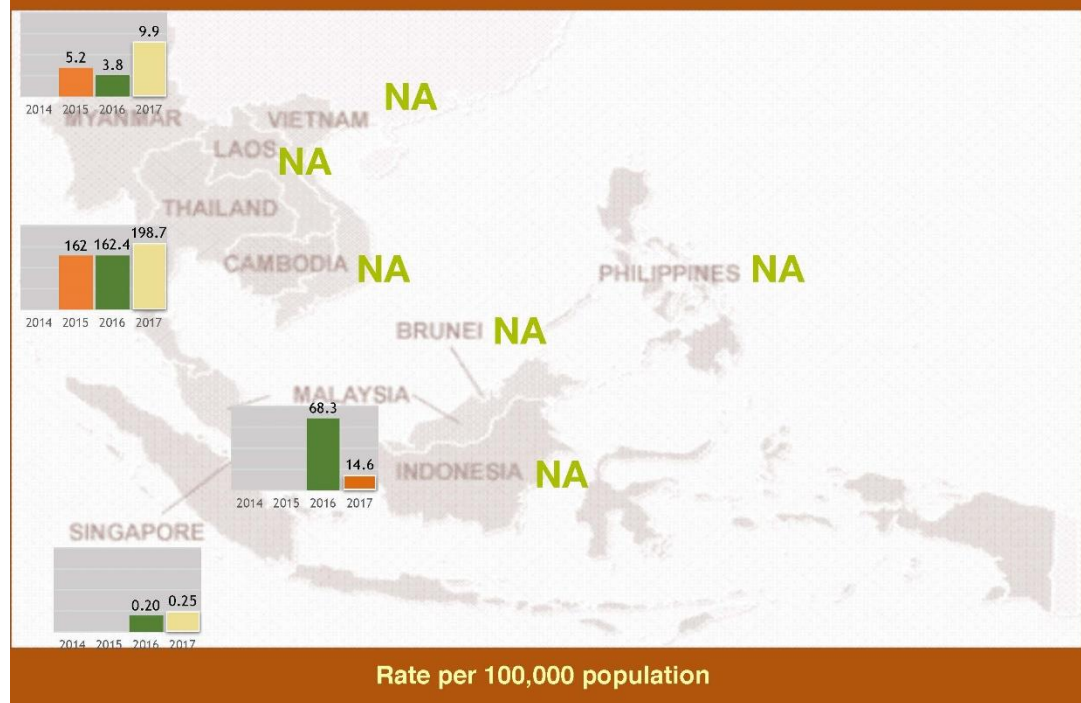 9.9
5.2
3.8
2014 2015 2016 2017
MYANMAR
VIETNAM
NA
LAOS
NA
THAILAND
162 162.4 198.7
CAMBODIA NA
PHILIPPINES NA
2014 2015 2016 2017
BRUNEI NA
MALAYSIA
68.3
14.6
INDONESIA NA
2014 2015 2016 2017
SINGAPORE
0.20 0.25
2014 2015 2016 2017
Rate per 100,000 population